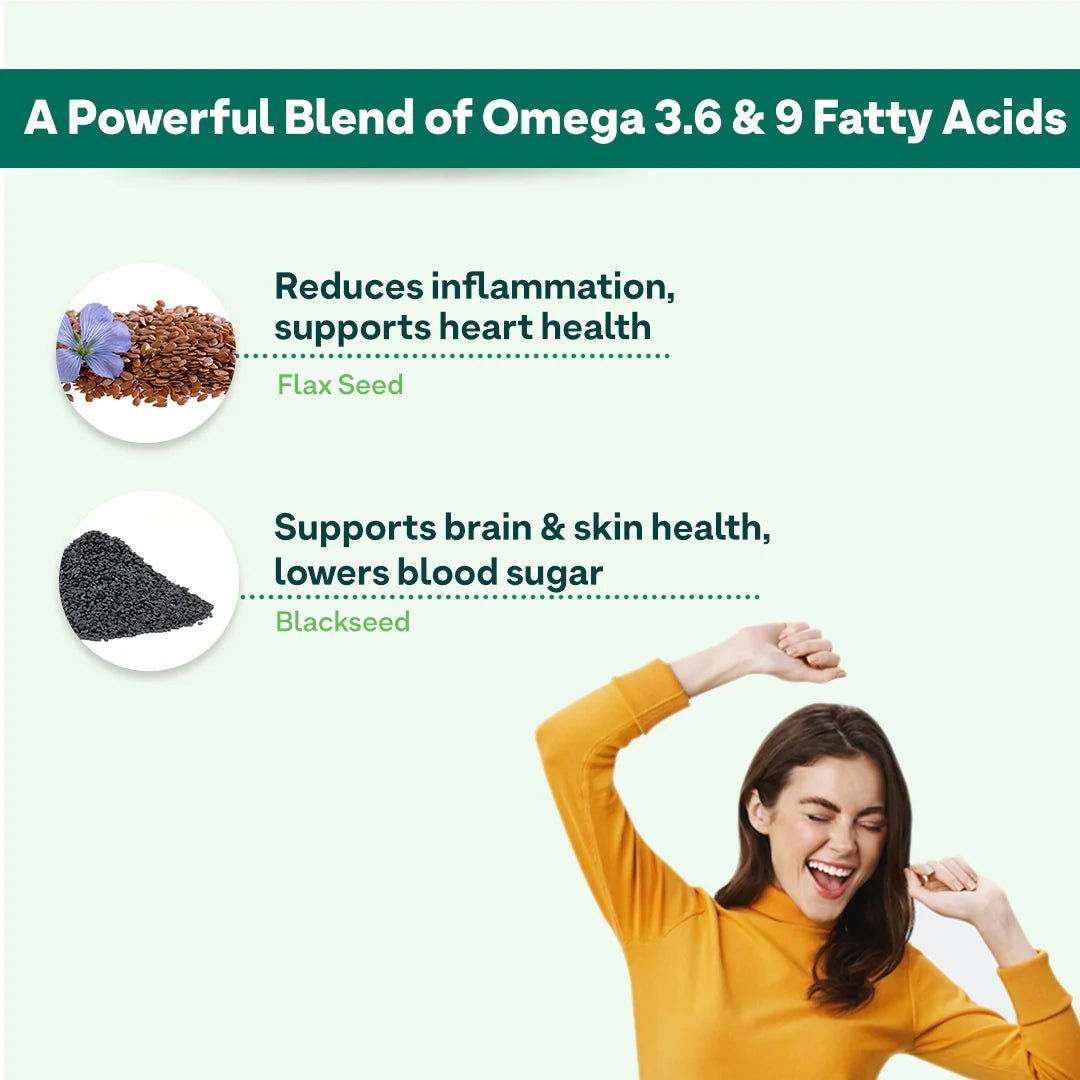 A Powerful Blend of Omega 3.6 & 9 Fatty Acids
Reduces inflammation,
supports heart health
Flax Seed
Supports brain & skin health,
lowers blood sugar
Blackseed